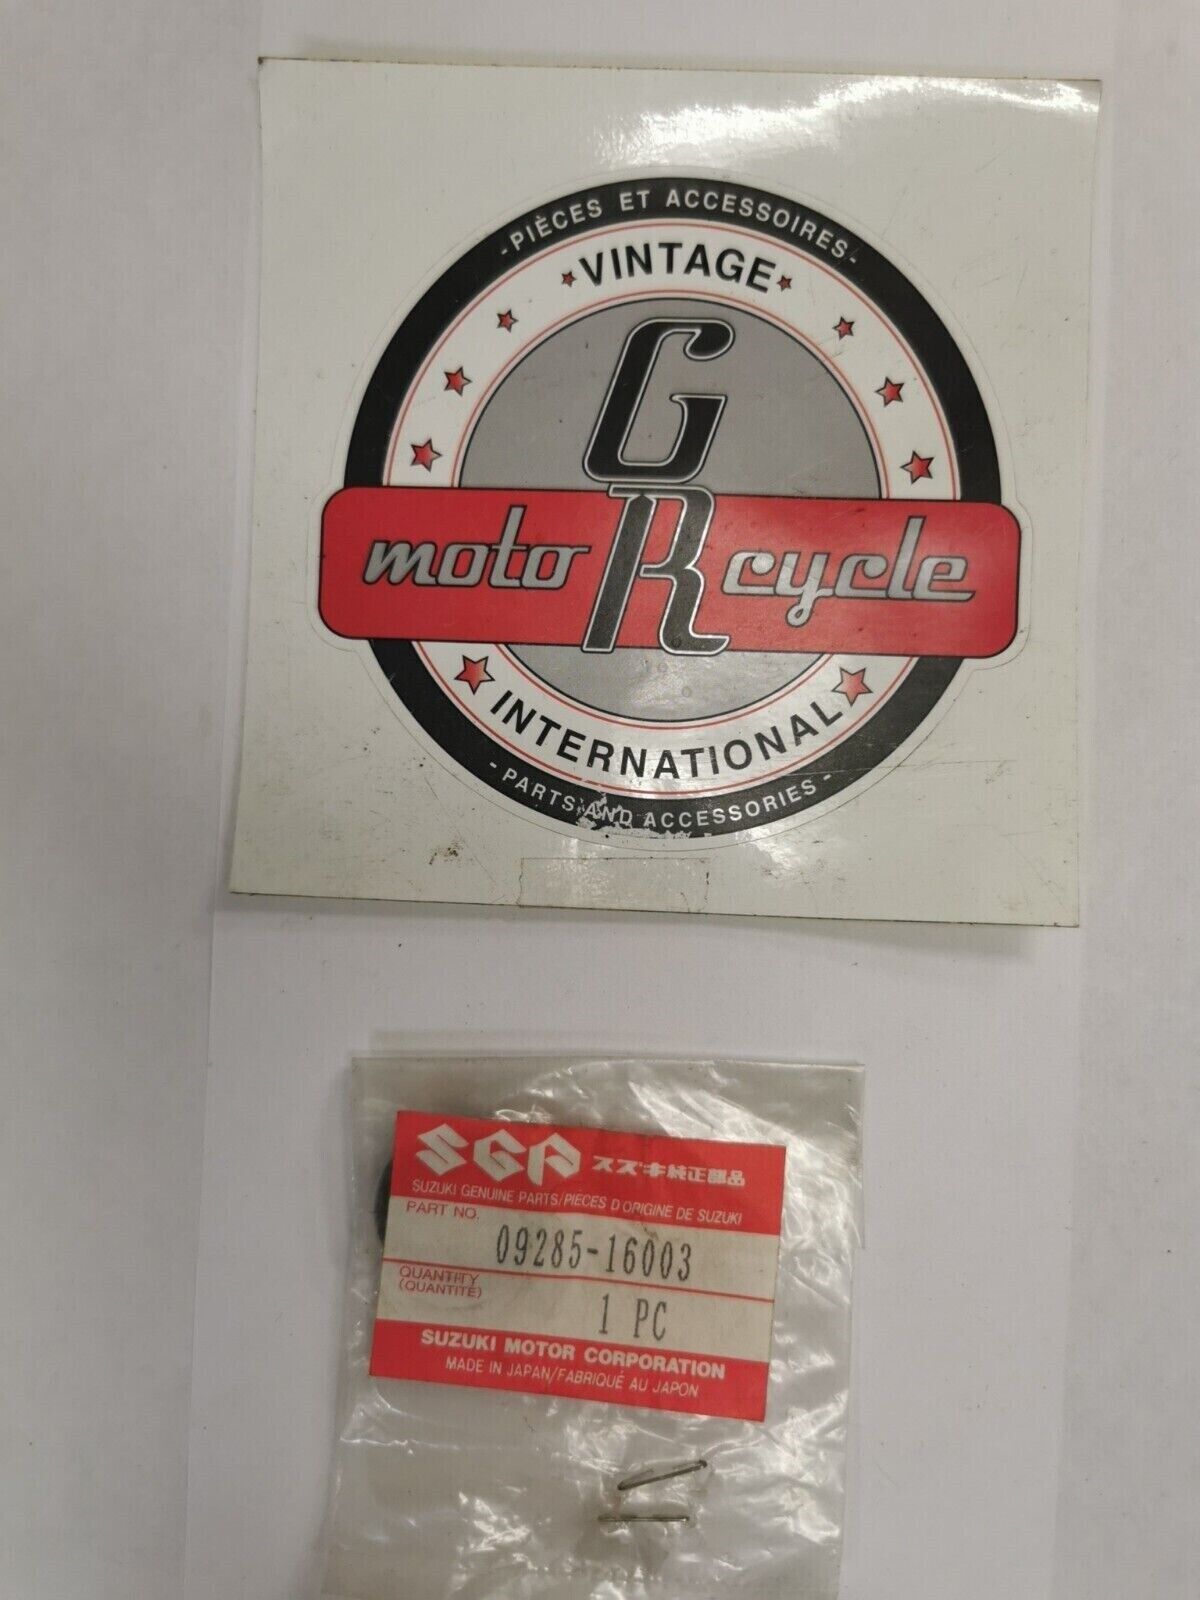 -PIÈCES ET ACCESSOIRES-
VINTAGE
GR
moto cycle
INTERNATIONAL
- PARTS AND ACCESSORIES -
SGP スズキ純正部品
SUZUKI GENUINE PARTS/PIÈCES D'ORIGINE DE SUZUKI
PART NO.
09285-16003
QUANTITY
(QUANTITÉ)
1 PC
SUZUKI MOTOR CORPORATION
MADE IN JAPAN/FABRIQUÉ AU JAPON